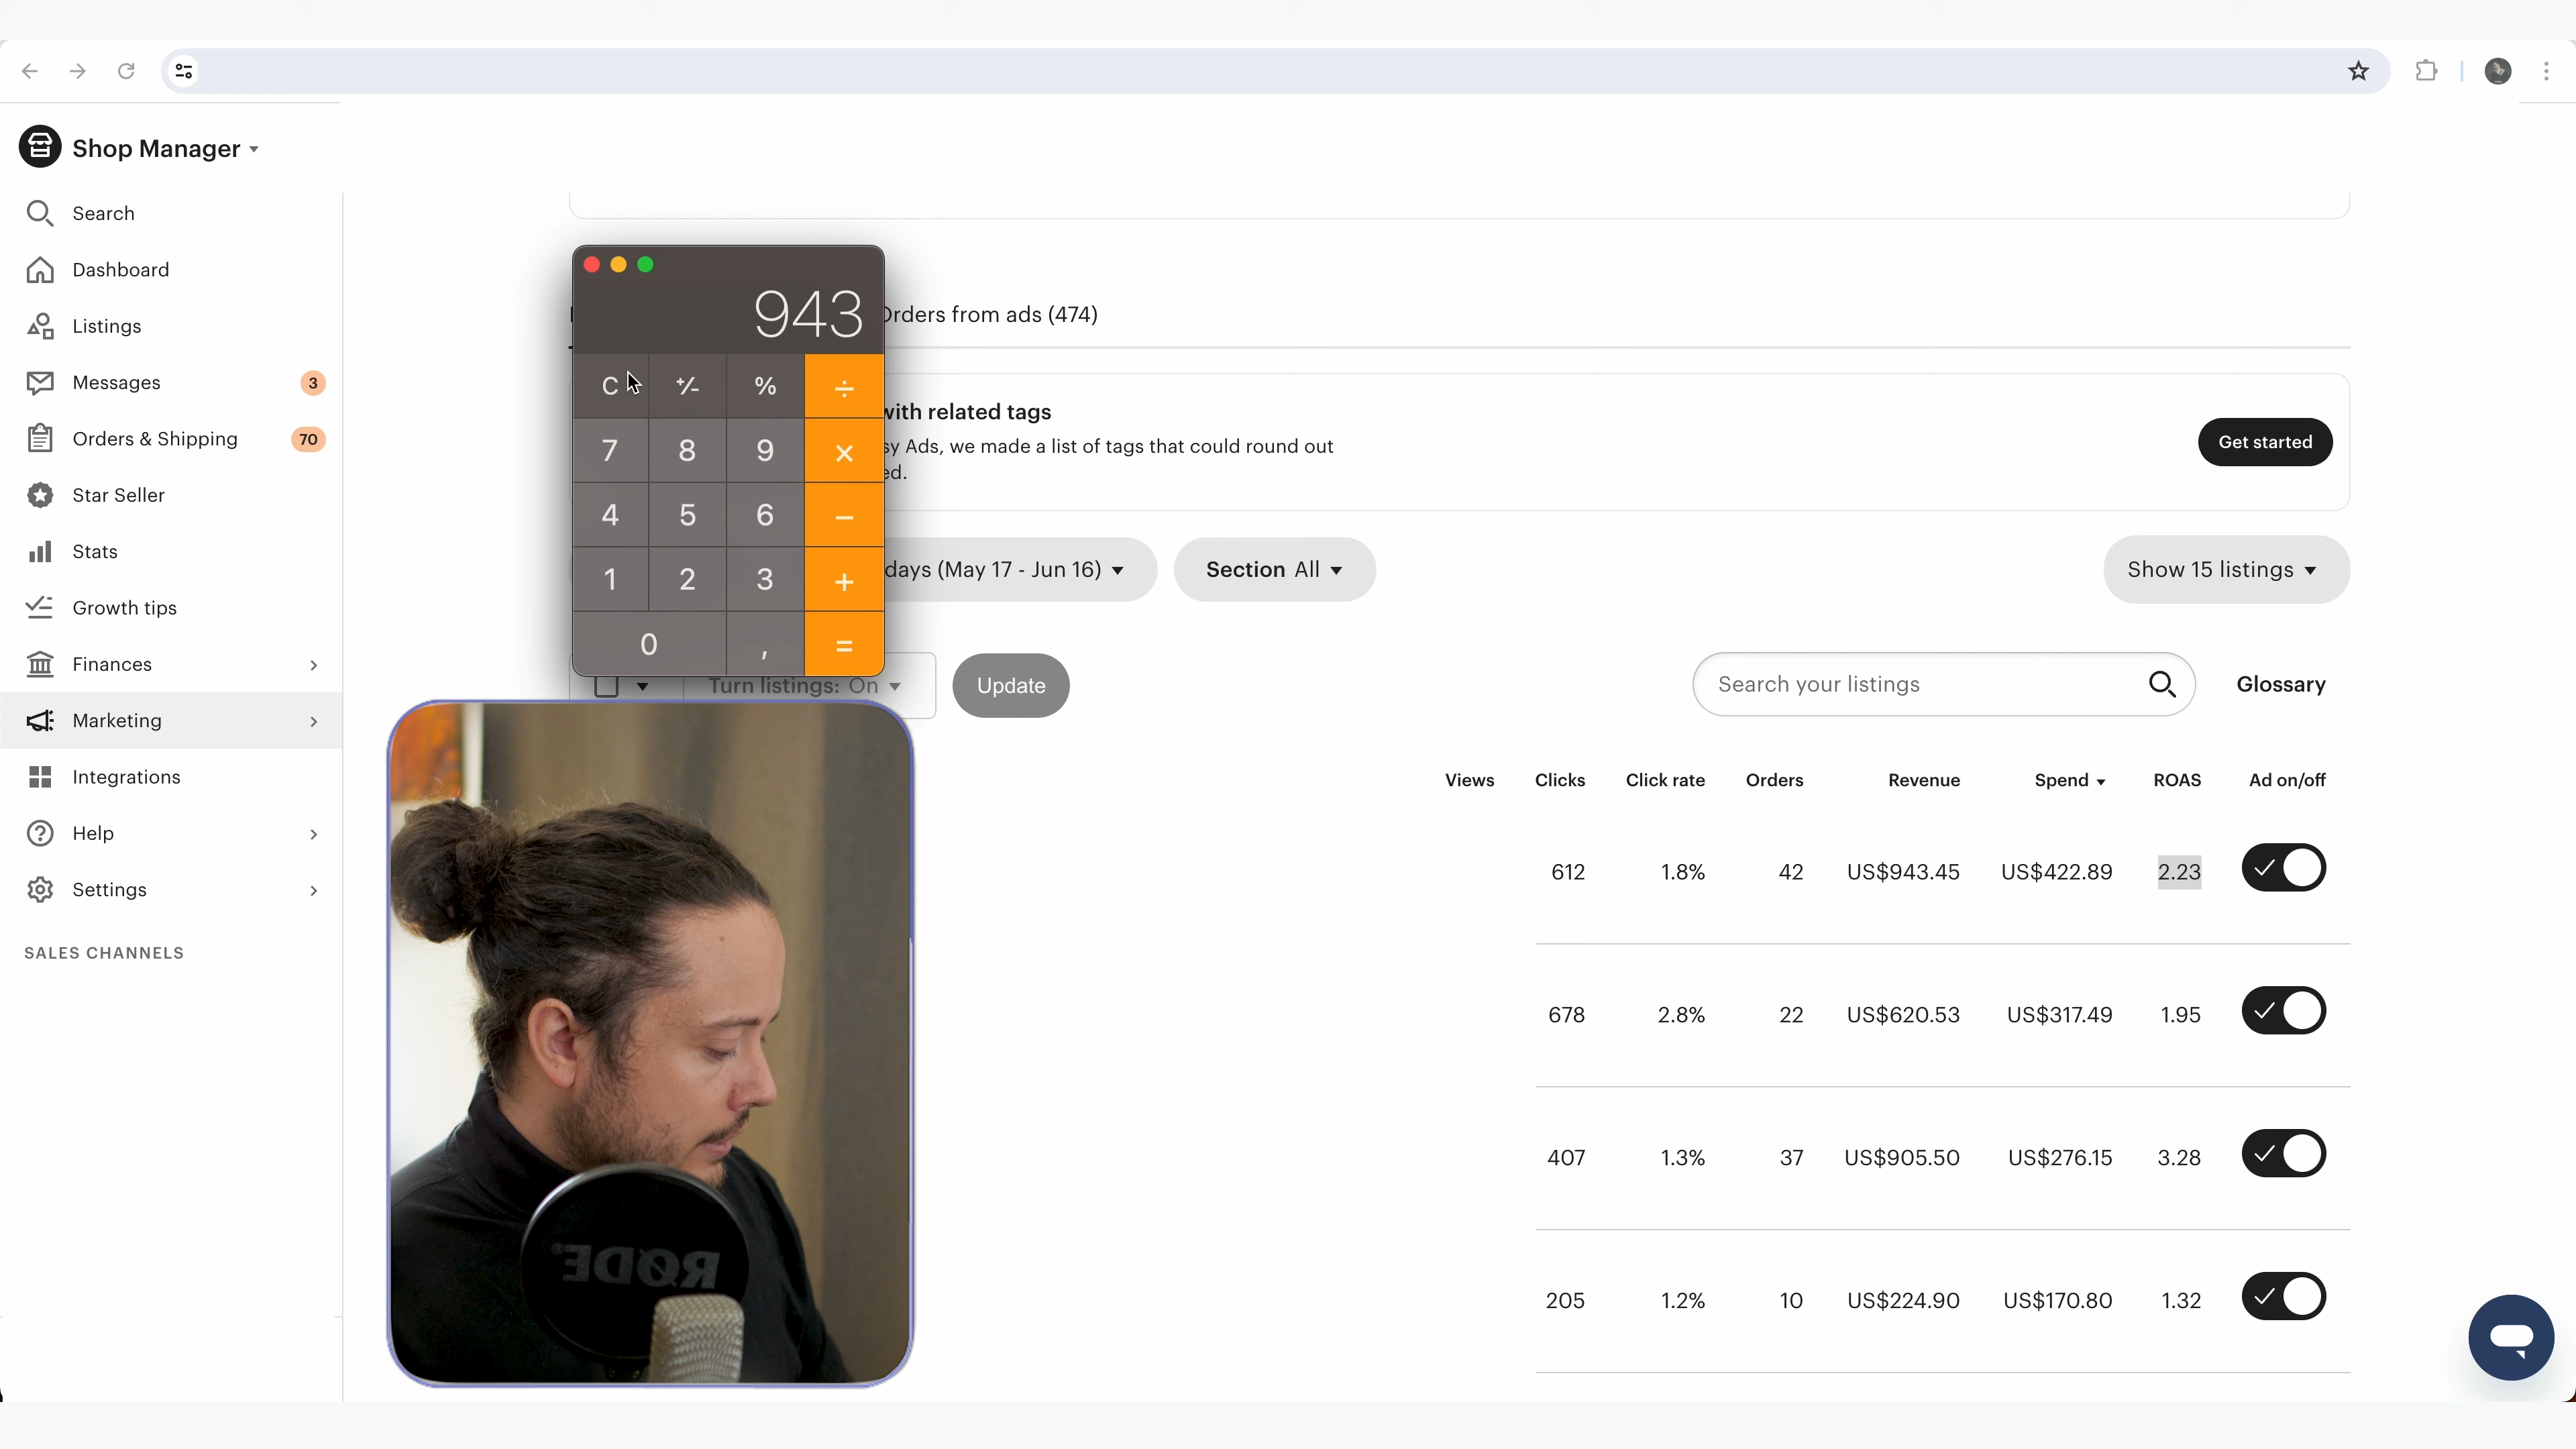 Shop Manager
Search
Dashboard
Listings
Messages 3
Orders & Shipping 70
Star Seller
Stats
Growth tips
Finances
Marketing
Integrations
Help
Settings
SALES CHANNELS
943
C +/- % ÷
7 8 9 ×
4 5 6 −
1 2 3 +
0 , =
Orders from ads (474)
with related tags
sy Ads, we made a list of tags that could round out
ed.
Get started
days (May 17 - Jun 16)
Section All
Show 15 listings
Turn listings: On
Update
Search your listings
Glossary
Views Clicks Click rate Orders Revenue Spend ROAS Ad on/off
612 1.8% 42 US$943.45 US$422.89 2.23
678 2.8% 22 US$620.53 US$317.49 1.95
407 1.3% 37 US$905.50 US$276.15 3.28
205 1.2% 10 US$224.90 US$170.80 1.32
RØDE